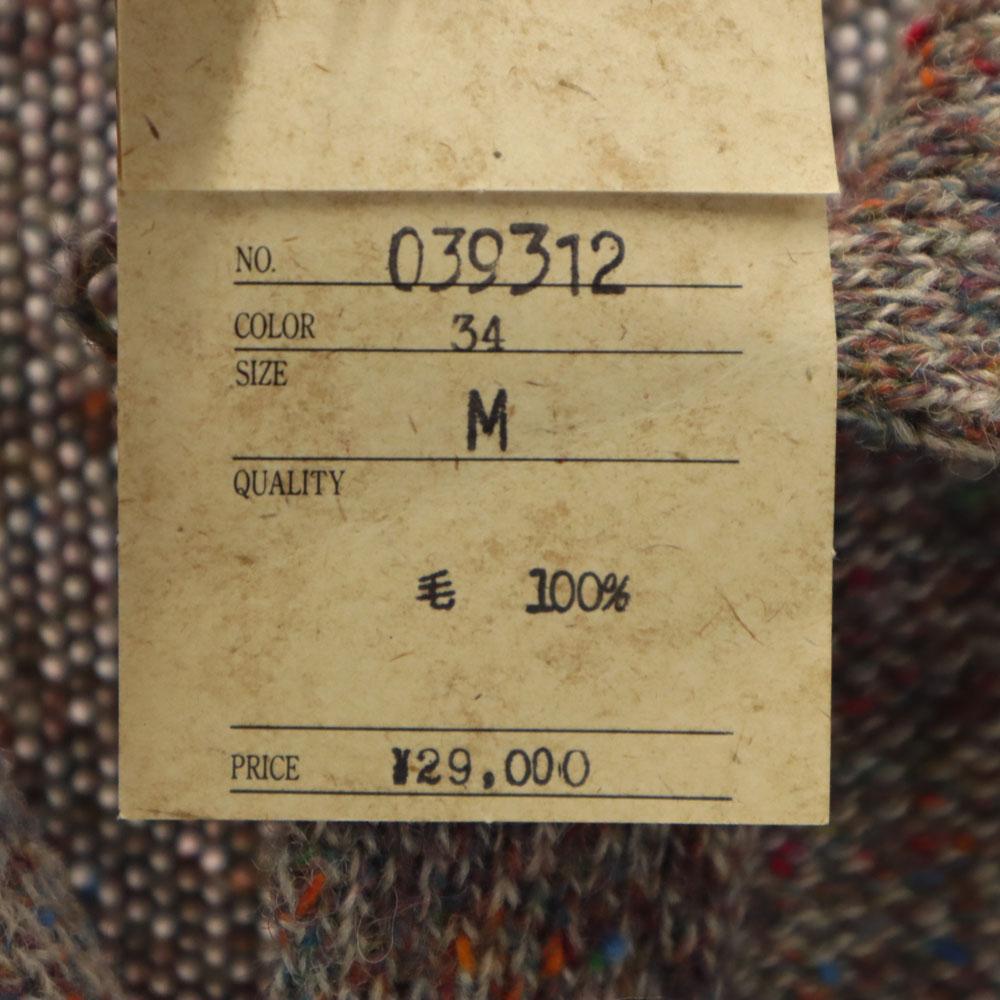 NO. 039312
COLOR 34
SIZE
M
QUALITY
毛 100%
PRICE ¥29,000